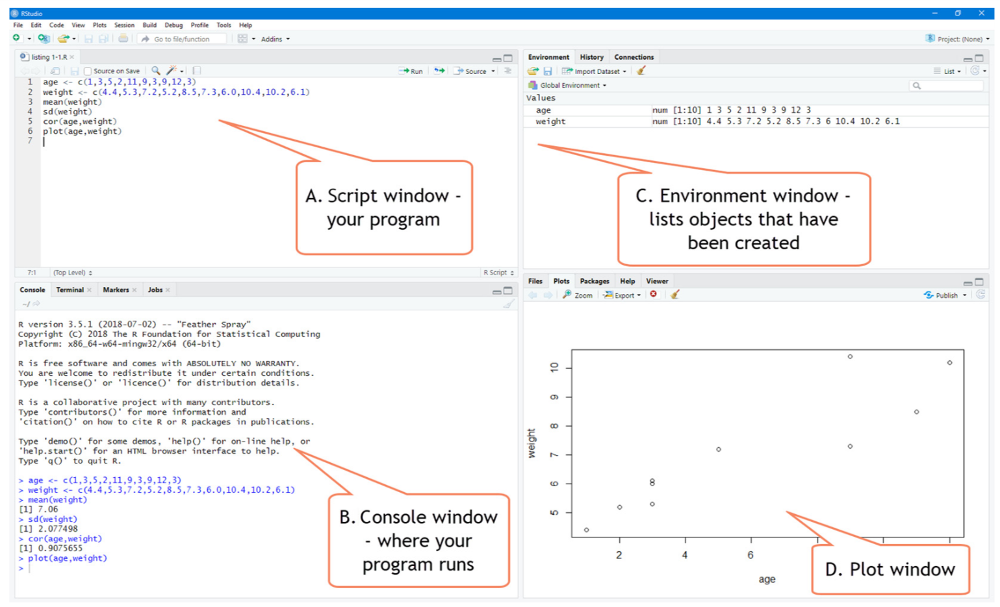 RStudio
File Edit Code View Plots Session Build Debug Profile Tools Help
Go to file/function Addins Project: (None)
listing 1-1.R
Source on Save Run Source
1 age <- c(1,3,5,2,11,9,3,9,12,3)
2 weight <- c(4.4,5.3,7.2,5.2,8.5,7.3,6.0,10.4,10.2,6.1)
3 mean(weight)
4 sd(weight)
5 cor(age,weight)
6 plot(age,weight)
7
A. Script window -
your program
7:1 (Top Level) R Script
Environment History Connections
Import Dataset List
Global Environment
Values
age num [1:10] 1 3 5 2 11 9 3 9 12 3
weight num [1:10] 4.4 5.3 7.2 5.2 8.5 7.3 6 10.4 10.2 6.1
C. Environment window -
lists objects that have
been created
Console Terminal Markers Jobs
~/
R version 3.5.1 (2018-07-02) -- "Feather Spray"
Copyright (C) 2018 The R Foundation for Statistical Computing
Platform: x86_64-w64-mingw32/x64 (64-bit)
R is free software and comes with ABSOLUTELY NO WARRANTY.
You are welcome to redistribute it under certain conditions.
Type 'license()' or 'licence()' for distribution details.
R is a collaborative project with many contributors.
Type 'contributors()' for more information and
'citation()' on how to cite R or R packages in publications.
Type 'demo()' for some demos, 'help()' for on-line help, or
'help.start()' for an HTML browser interface to help.
Type 'q()' to quit R.
> age <- c(1,3,5,2,11,9,3,9,12,3)
> weight <- c(4.4,5.3,7.2,5.2,8.5,7.3,6.0,10.4,10.2,6.1)
> mean(weight)
[1] 7.06
> sd(weight)
[1] 2.077498
> cor(age,weight)
[1] 0.9075655
> plot(age,weight)
>
B. Console window
- where your
program runs
Files Plots Packages Help Viewer
Zoom Export Publish
10
9
8
7
6
5
weight
2 4 6
age
D. Plot window